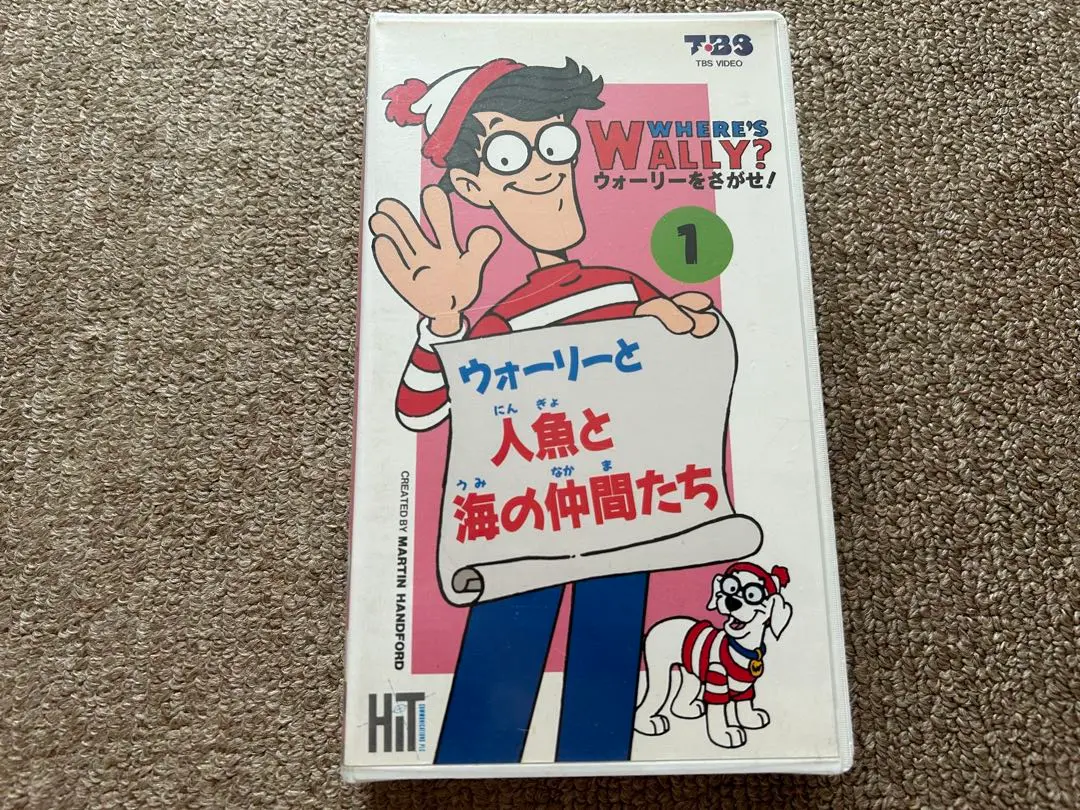 TBS
TBS VIDEO
WHERE'S
WALLY?
ウォーリーをさがせ!
1
ウォーリーと
にん ぎょ
人魚と
なか ま
うみ
海の仲間たち
CREATED BY MARTIN HANDFORD
HiT
COMMUNICATIONS PLC
W